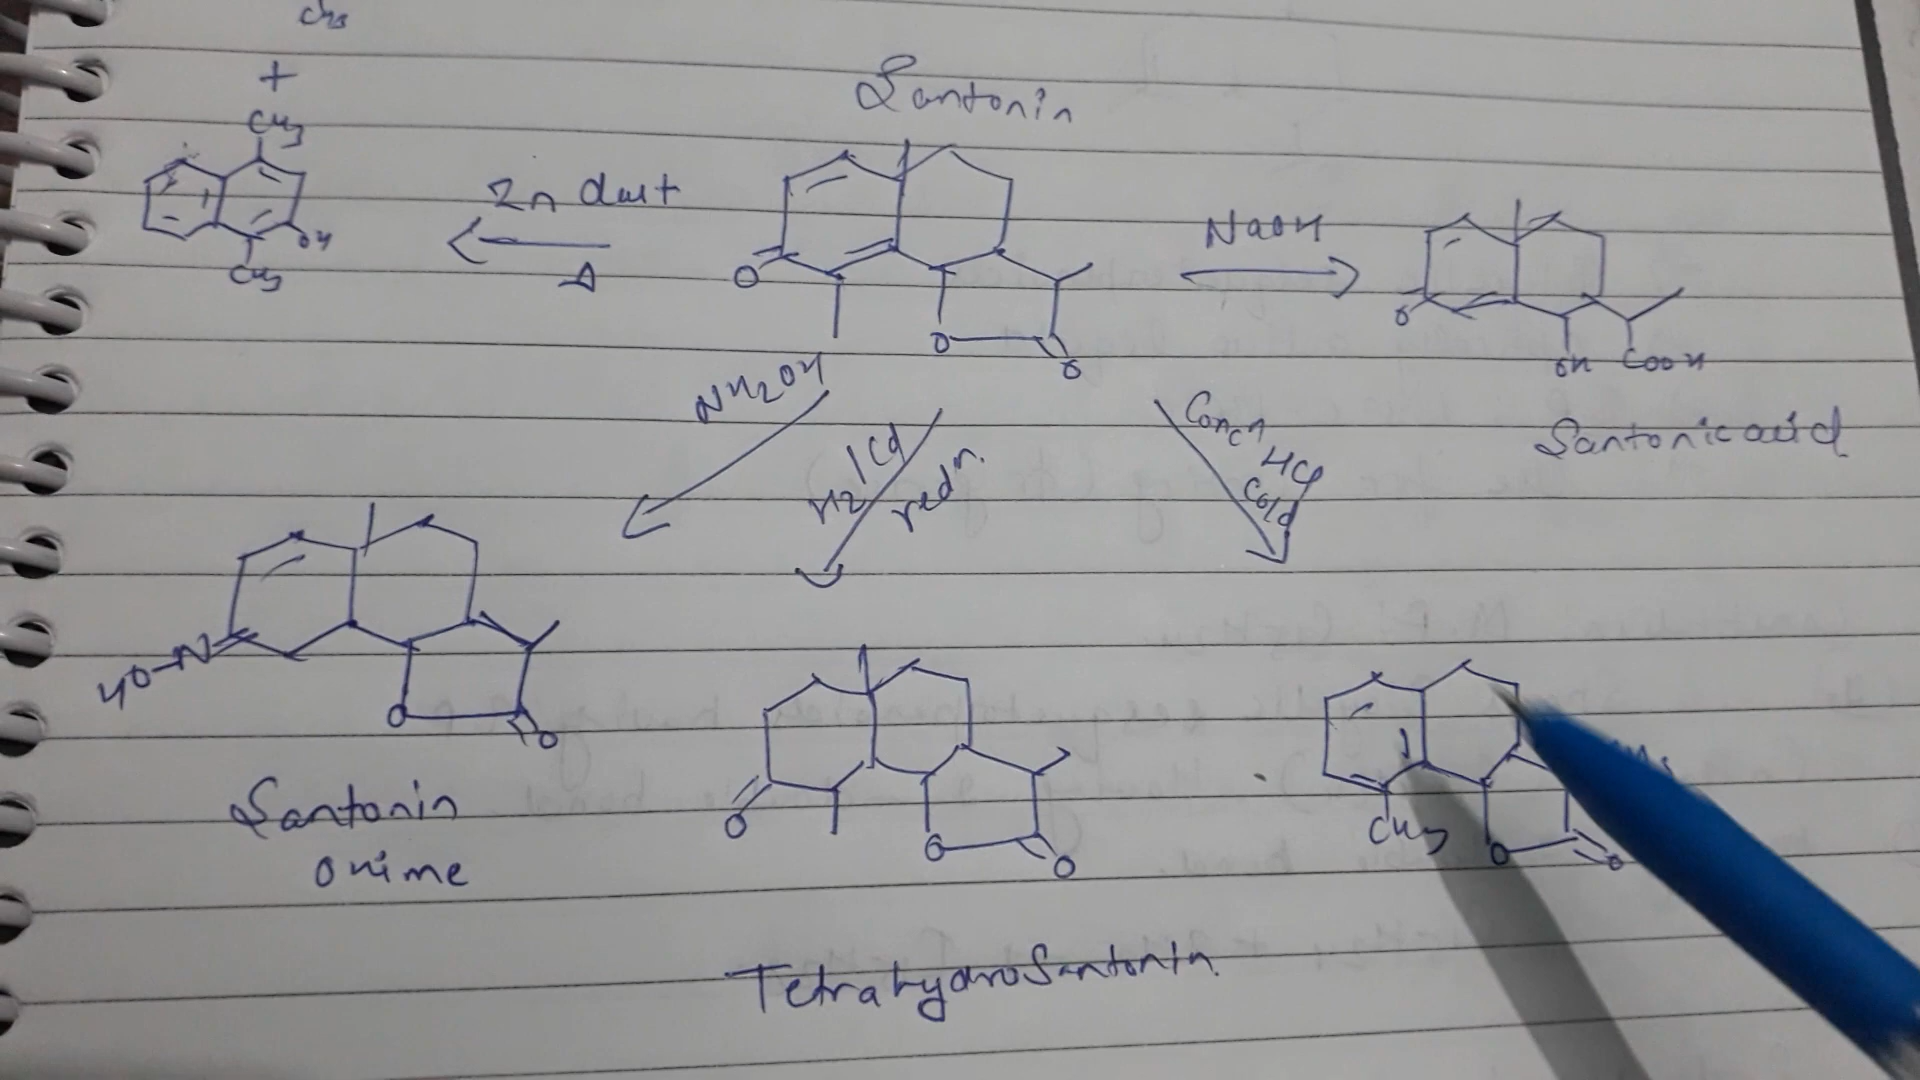 CH3
+
Santonin
CH3
OH
CH3
Zn dust
Δ
O
O
O
NaOH
O
OH COOH
Santonic acid
NH2OH
H2/Cd
redn.
Concn HCl
Cold
HO-N
O
O
Santonin
oxime
O
O
O
Tetrahydrosantonin.
CH3
O
O